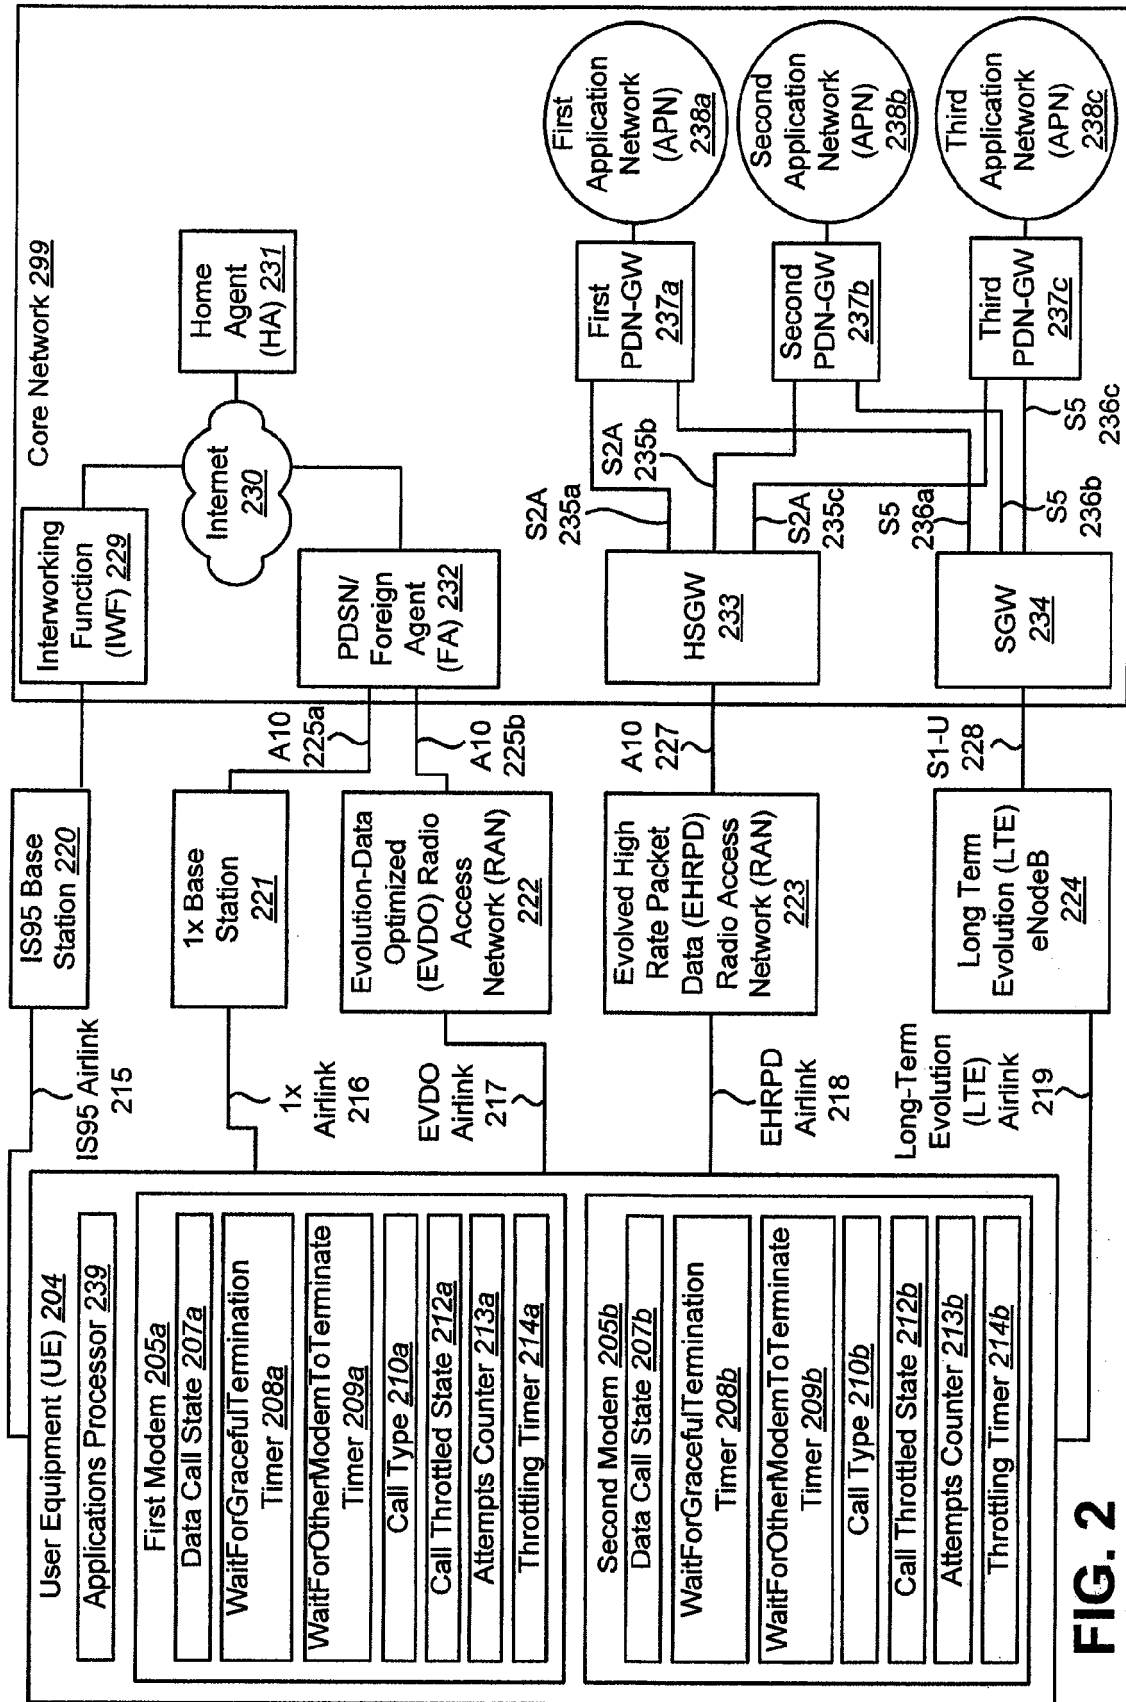 Core Network 299
User Equipment (UE) 204
Applications Processor 239
First Modem 205a
Data Call State 207a
WaitForGracefulTermination
Timer 208a
WaitForOtherModemToTerminate
Timer 209a
Call Type 210a
Call Throttled State 212a
Attempts Counter 213a
Throttling Timer 214a
Second Modem 205b
Data Call State 207b
WaitForGracefulTermination
Timer 208b
WaitForOtherModemToTerminate
Timer 209b
Call Type 210b
Call Throttled State 212b
Attempts Counter 213b
Throttling Timer 214b
IS95 Airlink
215
1x
Airlink
216
EVDO
Airlink
217
EHRPD
Airlink
218
Long-Term
Evolution
(LTE)
Airlink
219
IS95 Base
Station 220
1x Base
Station
221
Evolution-Data
Optimized
(EVDO) Radio
Access
Network (RAN)
222
Evolved High
Rate Packet
Data (EHRPD)
Radio Access
Network (RAN)
223
Long Term
Evolution (LTE)
eNodeB
224
A10
225a
A10
225b
A10
227
S1-U
228
Interworking
Function
(IWF) 229
Internet
230
Home
Agent
(HA) 231
PDSN/
Foreign
Agent
(FA) 232
HSGW
233
SGW
234
S2A
235a
S2A
235b
S2A
235c
S5
236a
S5
236b
S5
236c
First
PDN-GW
237a
Second
PDN-GW
237b
Third
PDN-GW
237c
First
Application
Network
(APN)
238a
Second
Application
Network
(APN)
238b
Third
Application
Network
(APN)
238c
FIG. 2